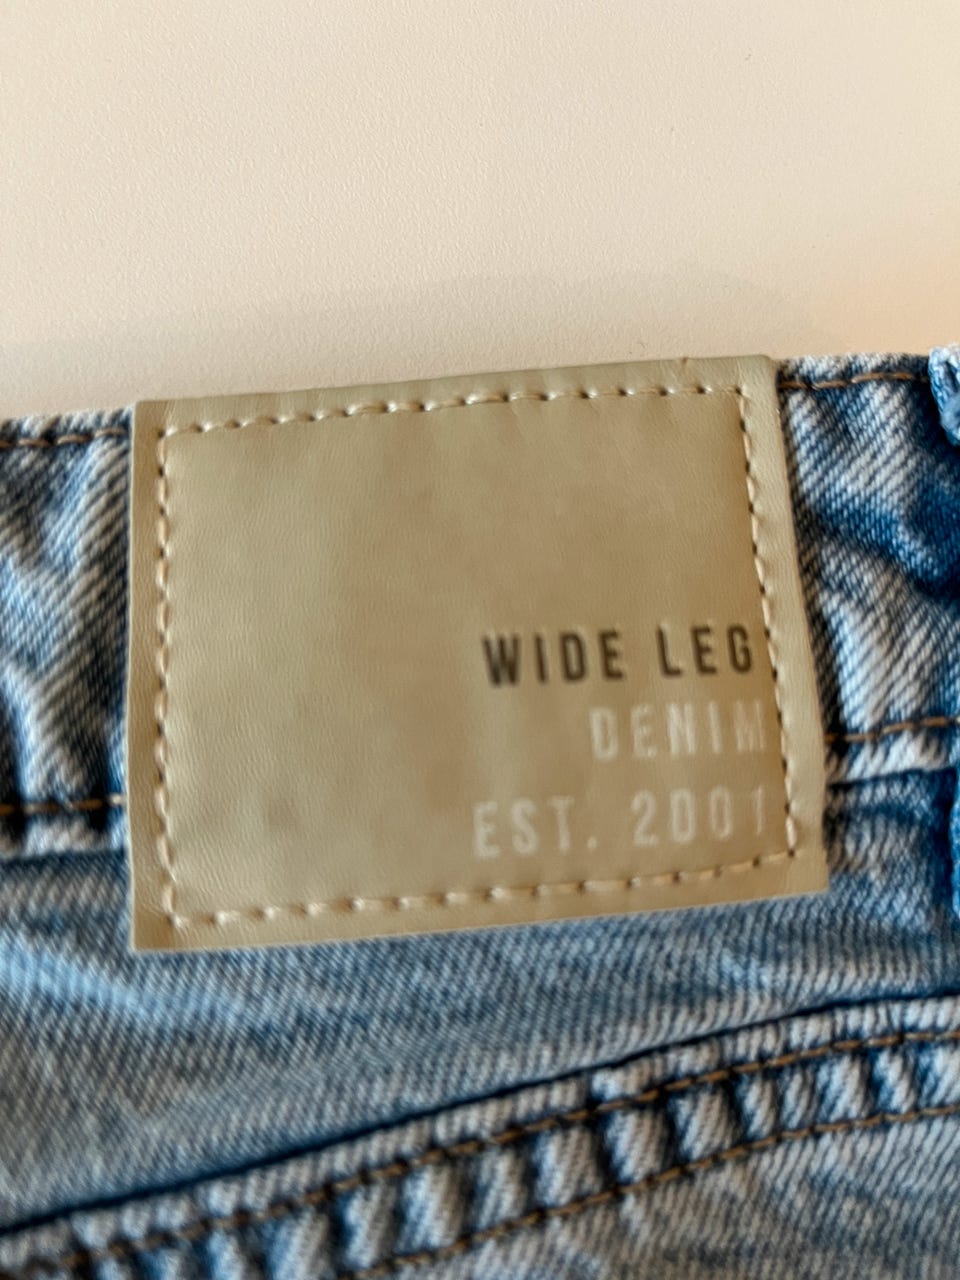 WIDE LEG
DENIM
EST. 2001